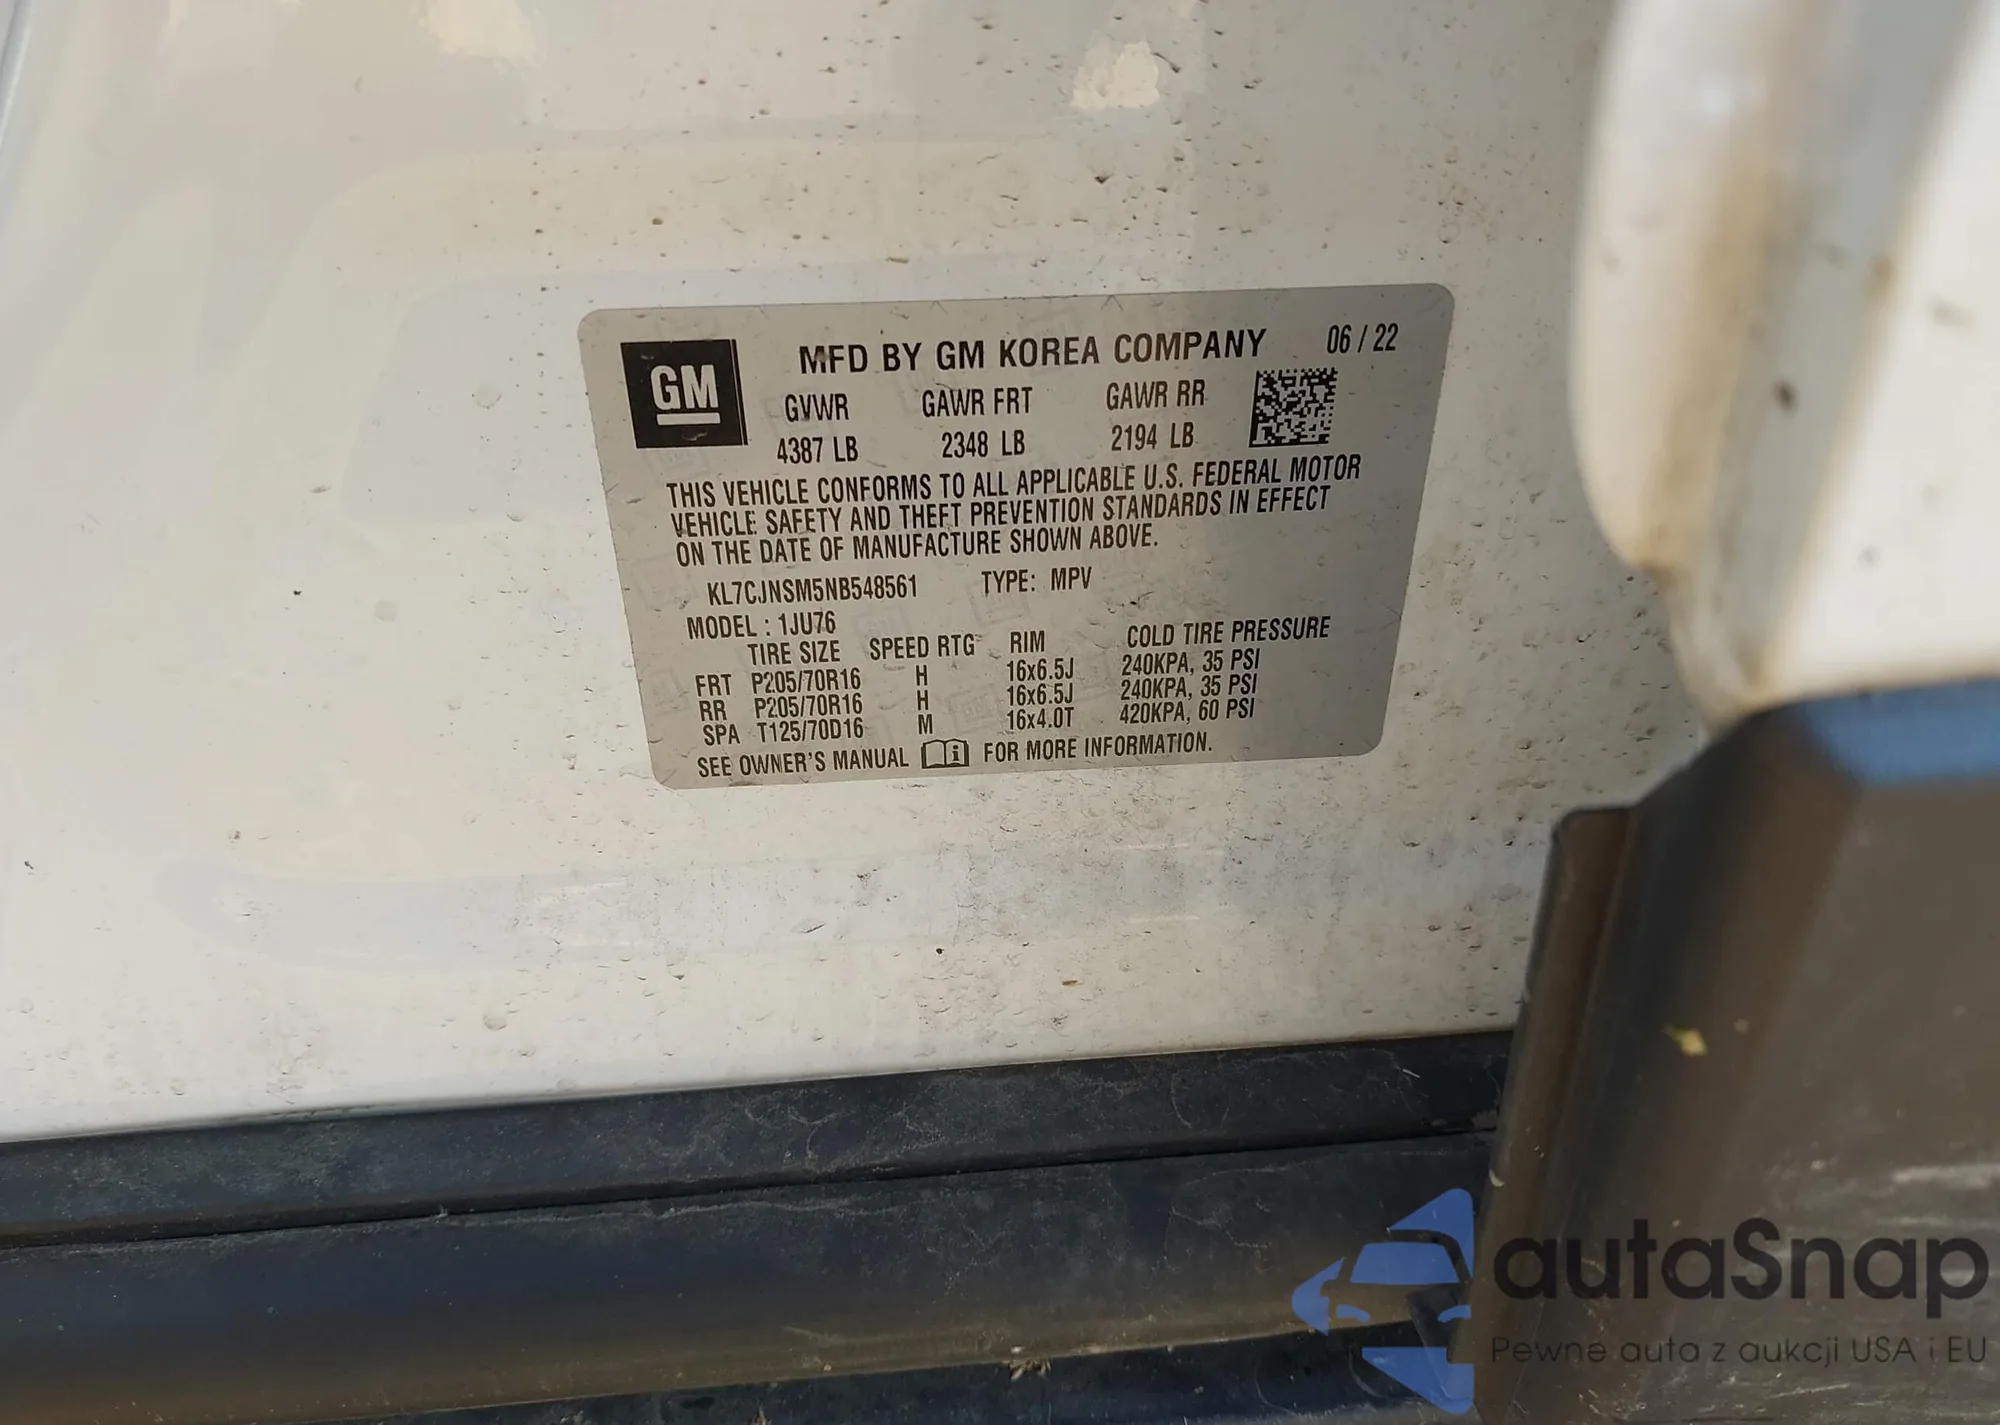 GM
MFD BY GM KOREA COMPANY 06 / 22
GVWR GAWR FRT GAWR RR
4387 LB 2348 LB 2194 LB
THIS VEHICLE CONFORMS TO ALL APPLICABLE U.S. FEDERAL MOTOR
VEHICLE SAFETY AND THEFT PREVENTION STANDARDS IN EFFECT
ON THE DATE OF MANUFACTURE SHOWN ABOVE.
KL7CJNSM5NB548561 TYPE: MPV
MODEL : 1JU76
TIRE SIZE SPEED RTG RIM COLD TIRE PRESSURE
FRT P205/70R16 H 16x6.5J 240KPA, 35 PSI
RR P205/70R16 H 16x6.5J 240KPA, 35 PSI
SPA T125/70D16 M 16x4.0T 420KPA, 60 PSI
SEE OWNER'S MANUAL i FOR MORE INFORMATION.
autaSnap
Pewne auta z aukcji USA i EU